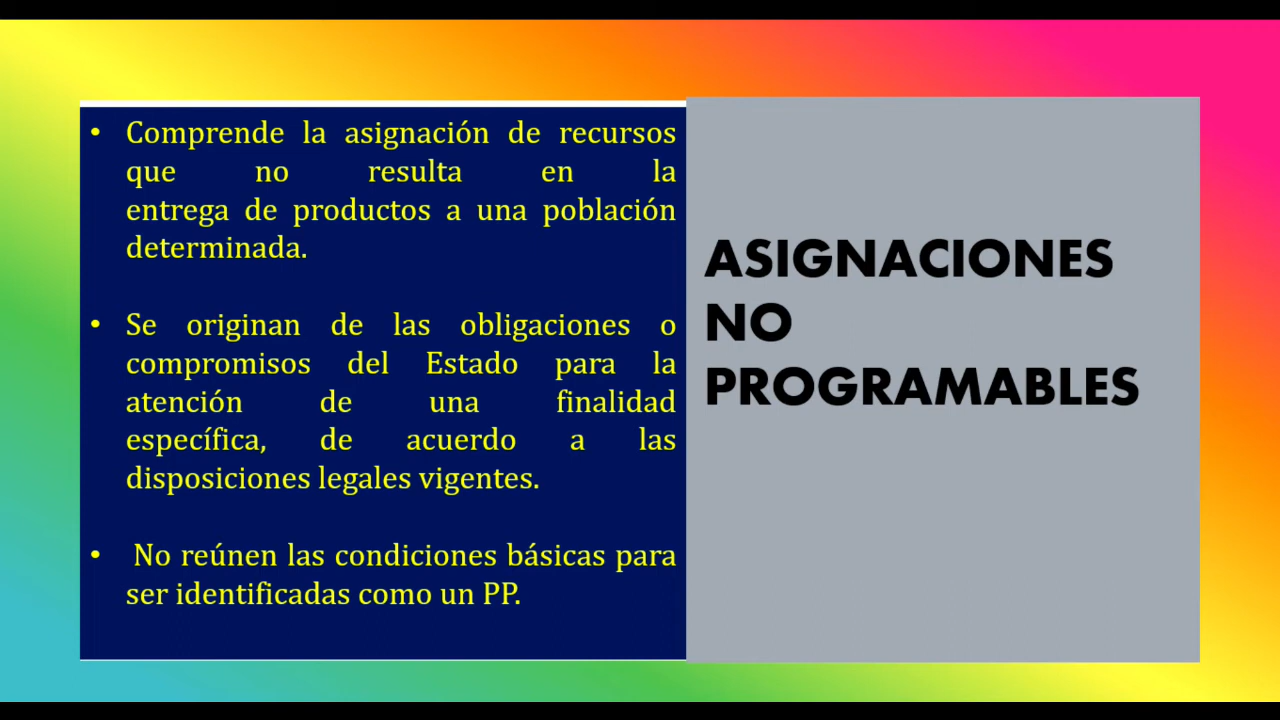 • Comprende la asignación de recursos
que no resulta en la
entrega de productos a una población
determinada.
• Se originan de las obligaciones o
compromisos del Estado para la
atención de una finalidad
específica, de acuerdo a las
disposiciones legales vigentes.
• No reúnen las condiciones básicas para
ser identificadas como un PP.
ASIGNACIONES
NO
PROGRAMABLES